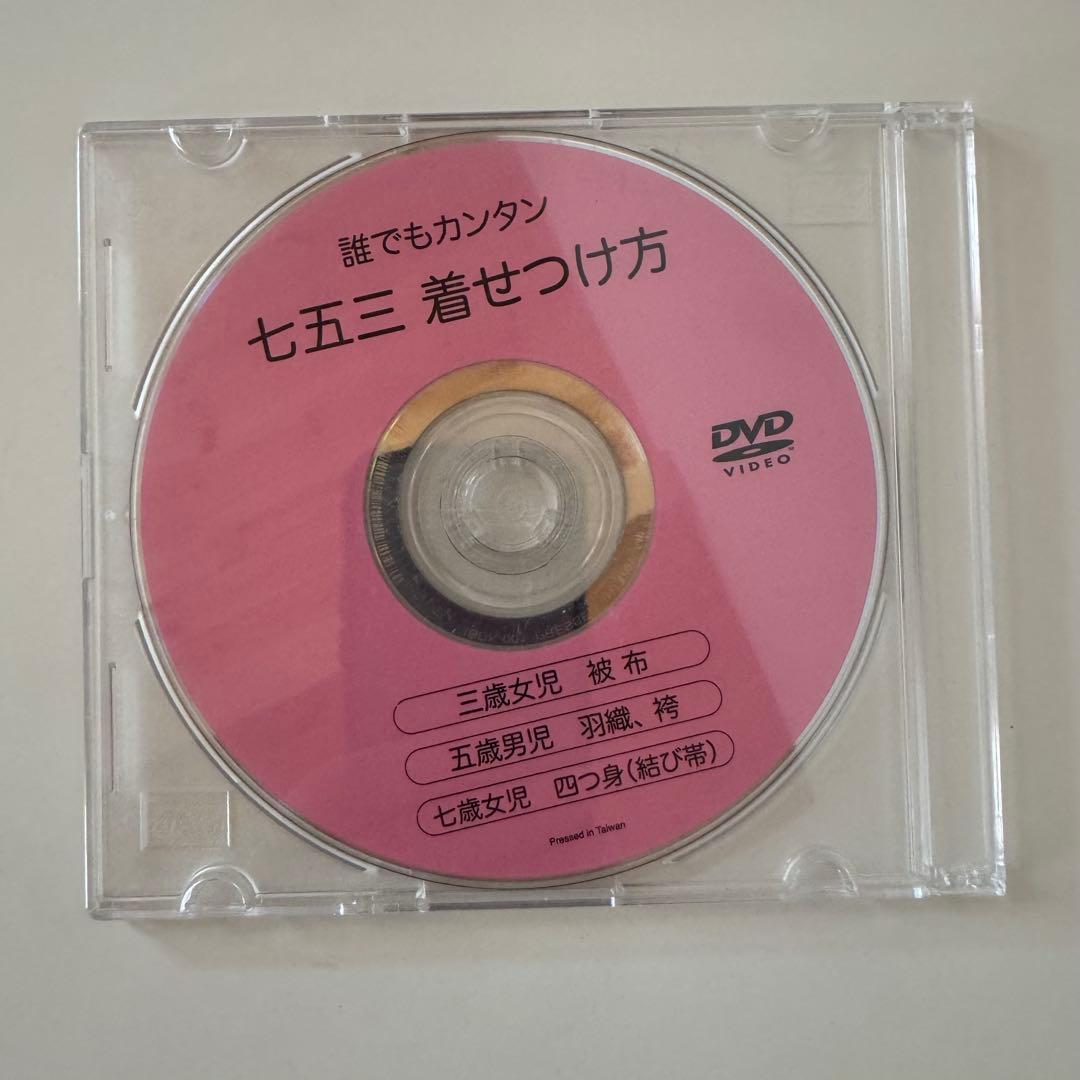 誰でもカンタン
七五三 着せつけ方
DVD
VIDEO
三歳女児 被布
五歳男児 羽織、袴
七歳女児 四つ身(結び帯)
Pressed in Taiwan